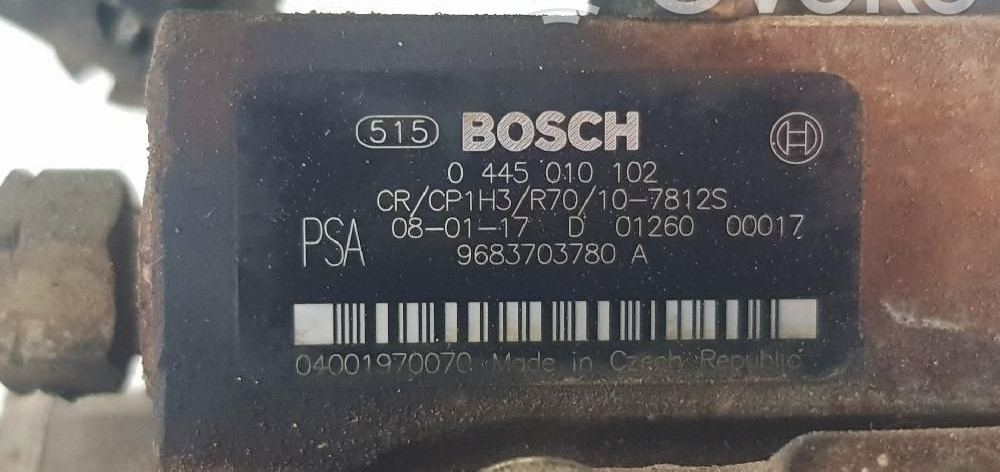 515 BOSCH
0 445 010 102
CR/CP1H3/R70/10-7812S
PSA 08-01-17 D 01260 00017
9683703780 A
04001970070 Made in Czech Republic